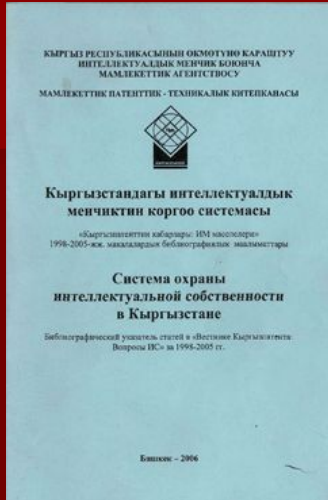 КЫРГЫЗ РЕСПУБЛИКАСЫНЫН ОКМОТУНО КАРАШТУУ
ИНТЕЛЛЕКТУАЛДЫК МЕНЧИК БОЮНЧА
МАМЛЕКЕТТИК АГЕНТСТВОСУ
МАМЛЕКЕТТИК ПАТЕНТТИК - ТЕХНИКАЛЫК КИТЕПКАНАСЫ
Кыргызстандагы интеллектуалдык
менчиктин коргоо системасы
«Кыргызпатенттин кабарлары: ИМ маселелери»
1998-2005-жж. макалалардын библиографиялык маалыматтары
Система охраны
интеллектуальной собственности
в Кыргызстане
Библиографический указатель статей в «Вестнике Кыргызпатента:
Вопросы ИС» за 1998-2005 гг.
Бишкек – 2006